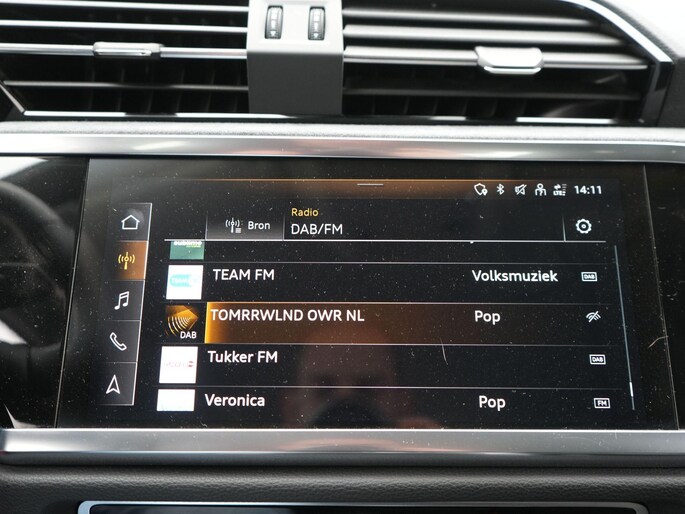 14:11
Bron
Radio
DAB/FM
TEAM FM Volksmuziek DAB
TOMRRWLND OWR NL Pop
DAB
Tukker FM DAB
Veronica Pop FM